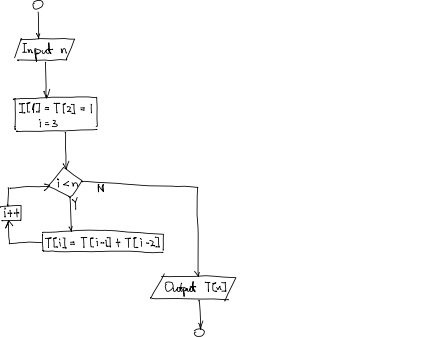 Input n
I[1] = T[2] = 1
i = 3
i < n
N
Y
i++
T[i] = T[i-1] + T[i-2]
Output T[n]